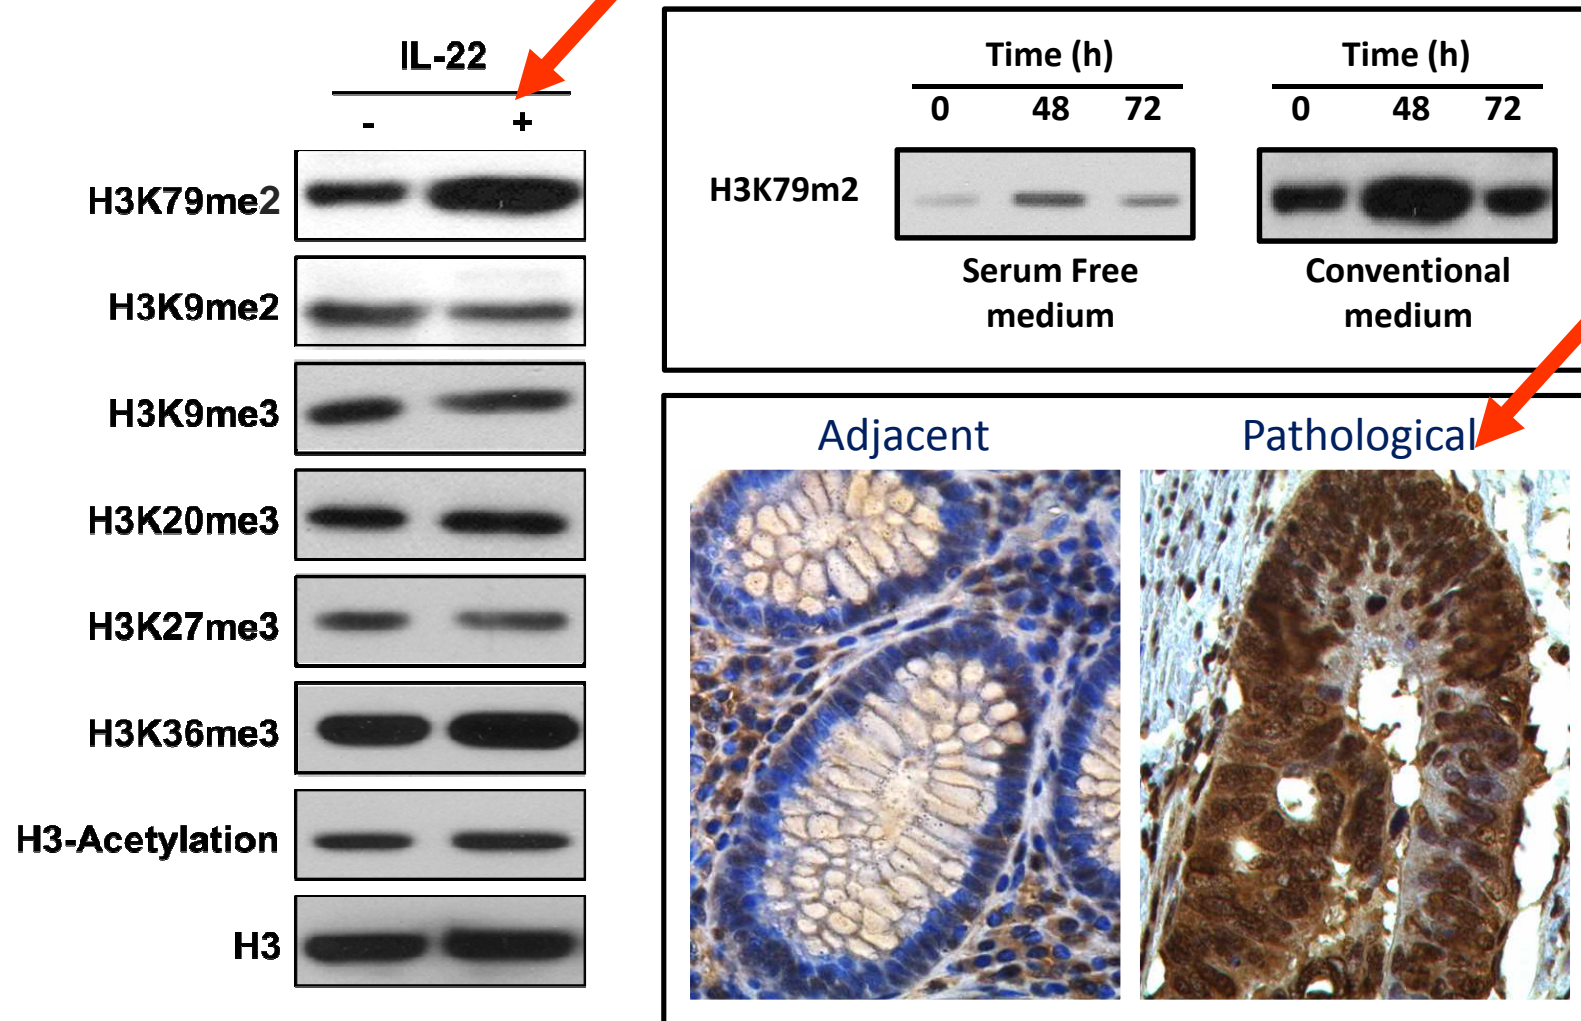 IL-22
- +
H3K79me2
H3K9me2
H3K9me3
H3K20me3
H3K27me3
H3K36me3
H3-Acetylation
H3
Time (h)
0 48 72
Time (h)
0 48 72
H3K79m2
Serum Free
medium
Conventional
medium
Adjacent
Pathological